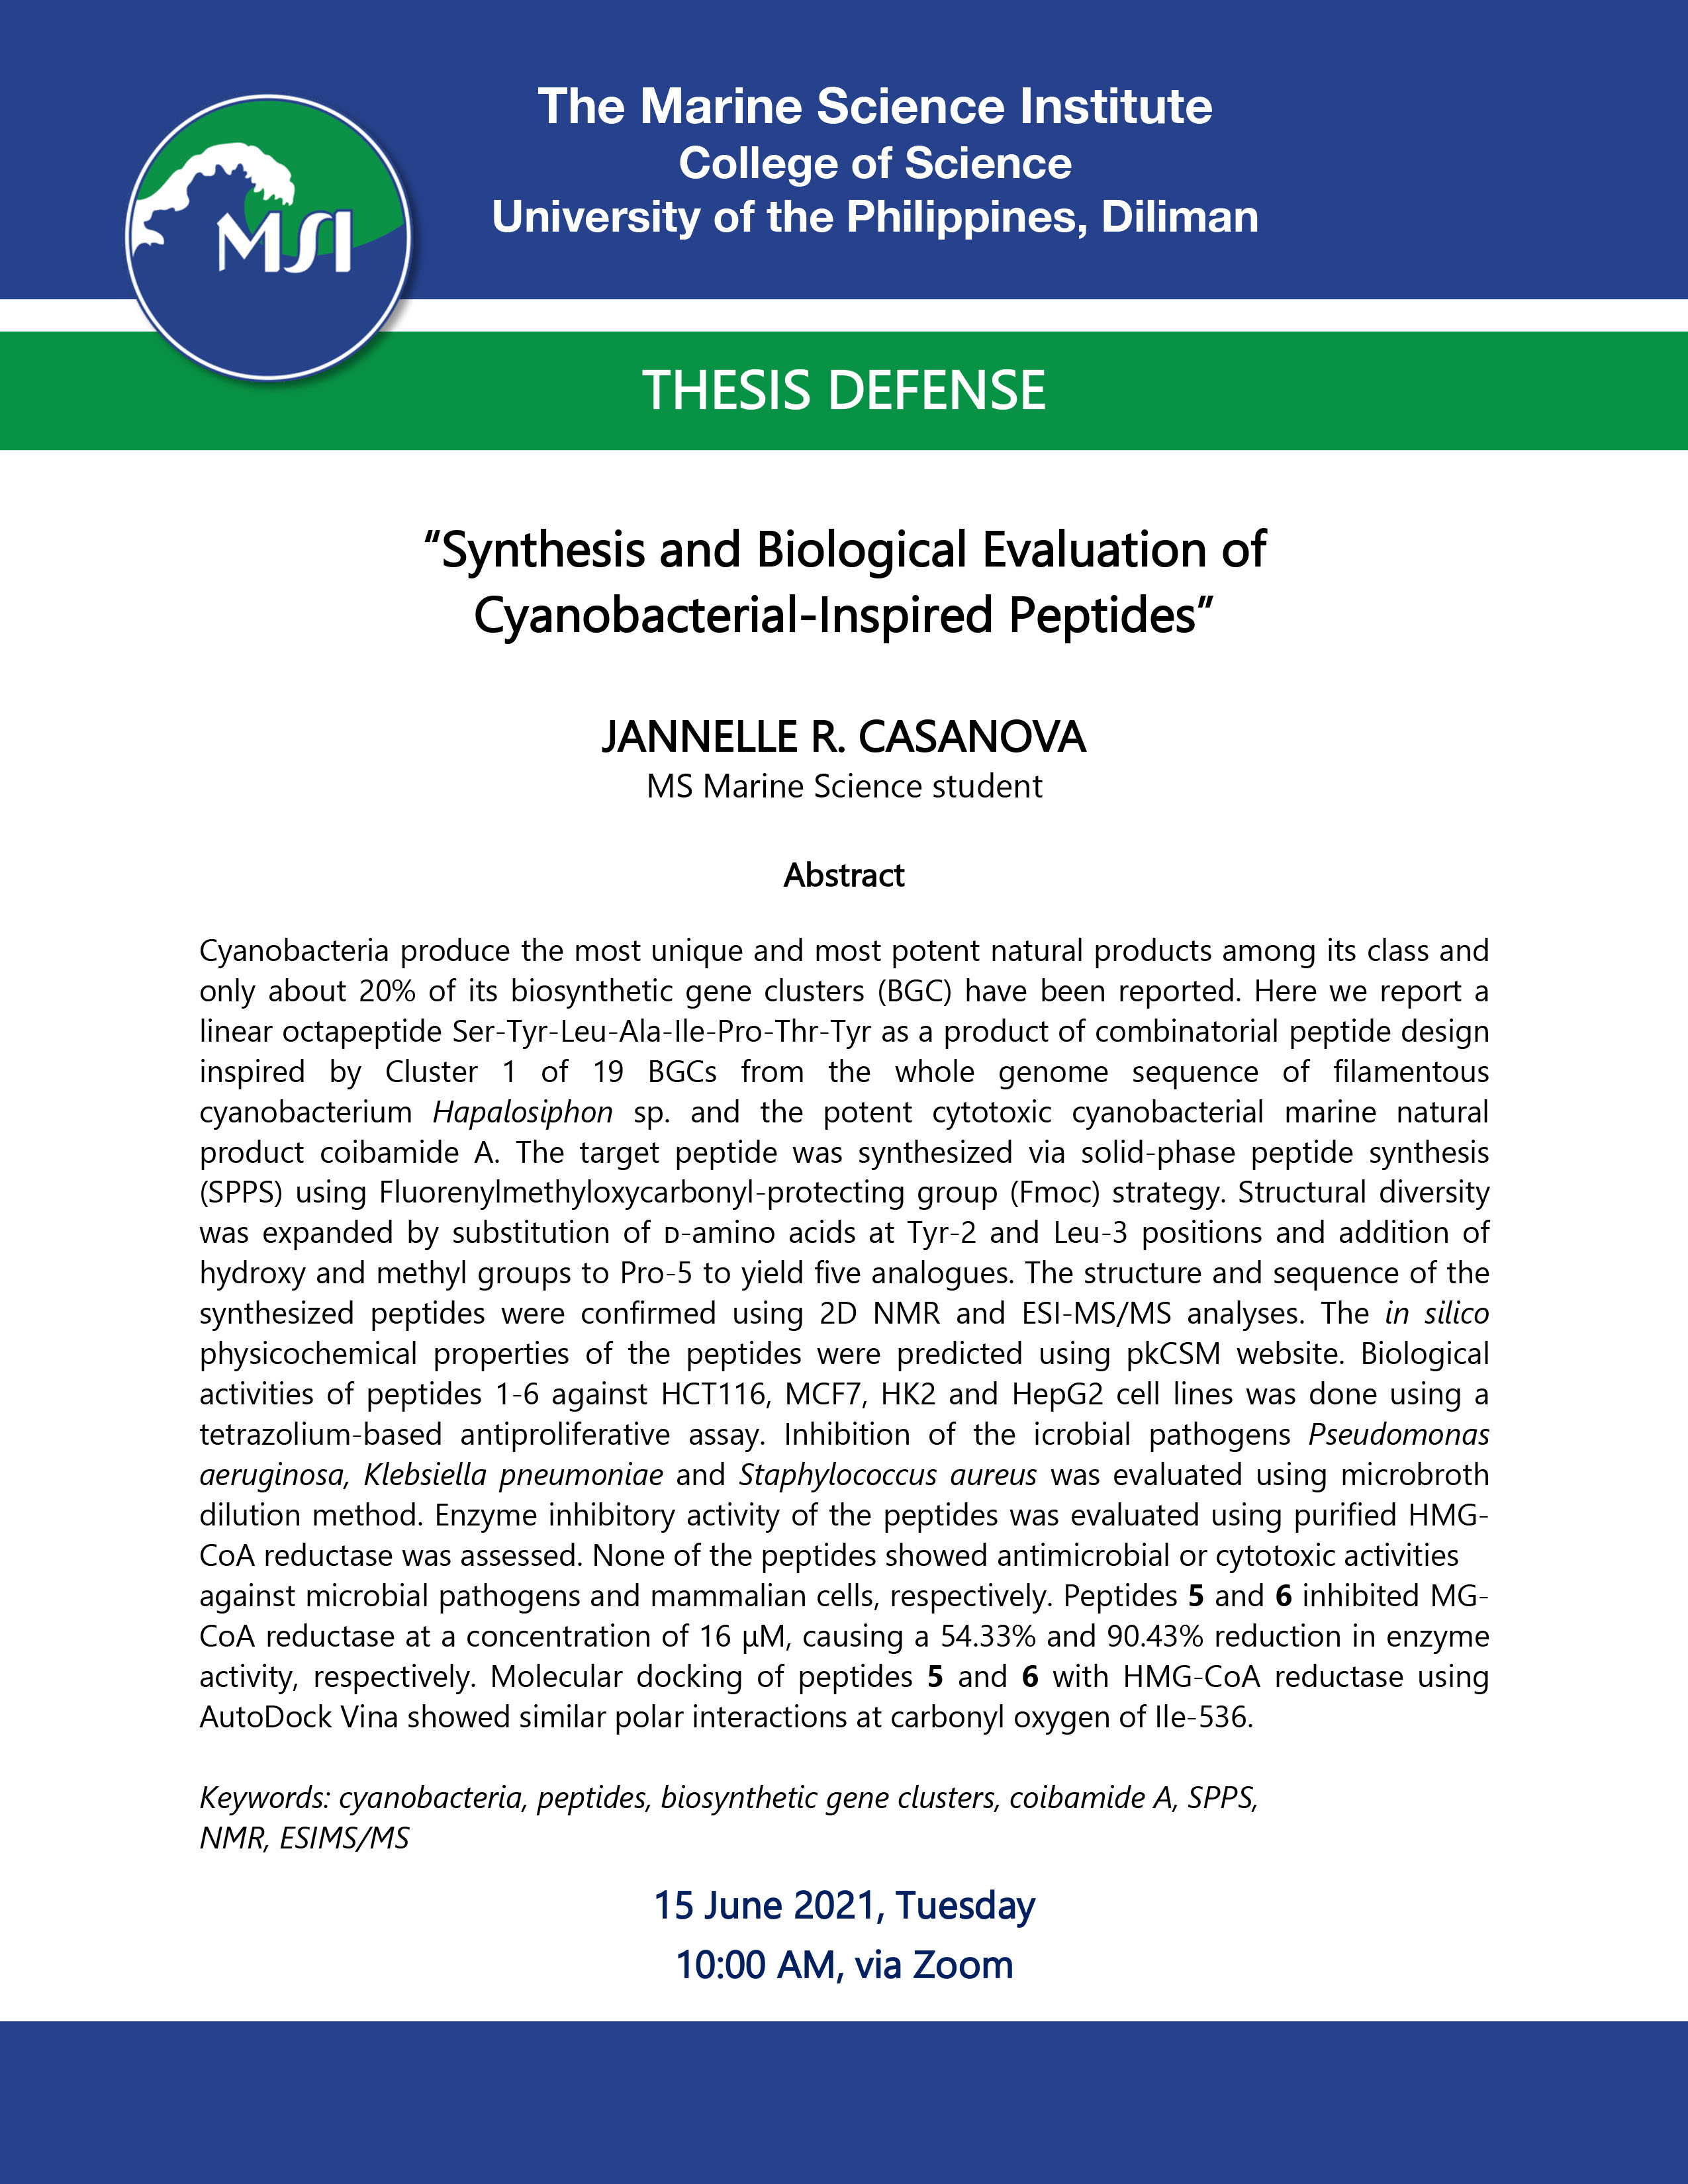 The Marine Science Institute
College of Science
University of the Philippines, Diliman
MSI
THESIS DEFENSE
“Synthesis and Biological Evaluation of
Cyanobacterial-Inspired Peptides”
JANNELLE R. CASANOVA
MS Marine Science student
Abstract
Cyanobacteria produce the most unique and most potent natural products among its class and
only about 20% of its biosynthetic gene clusters (BGC) have been reported. Here we report a
linear octapeptide Ser-Tyr-Leu-Ala-Ile-Pro-Thr-Tyr as a product of combinatorial peptide design
inspired by Cluster 1 of 19 BGCs from the whole genome sequence of filamentous
cyanobacterium Hapalosiphon sp. and the potent cytotoxic cyanobacterial marine natural
product coibamide A. The target peptide was synthesized via solid-phase peptide synthesis
(SPPS) using Fluorenylmethyloxycarbonyl-protecting group (Fmoc) strategy. Structural diversity
was expanded by substitution of D-amino acids at Tyr-2 and Leu-3 positions and addition of
hydroxy and methyl groups to Pro-5 to yield five analogues. The structure and sequence of the
synthesized peptides were confirmed using 2D NMR and ESI-MS/MS analyses. The in silico
physicochemical properties of the peptides were predicted using pkCSM website. Biological
activities of peptides 1-6 against HCT116, MCF7, HK2 and HepG2 cell lines was done using a
tetrazolium-based antiproliferative assay. Inhibition of the icrobial pathogens Pseudomonas
aeruginosa, Klebsiella pneumoniae and Staphylococcus aureus was evaluated using microbroth
dilution method. Enzyme inhibitory activity of the peptides was evaluated using purified HMG-
CoA reductase was assessed. None of the peptides showed antimicrobial or cytotoxic activities
against microbial pathogens and mammalian cells, respectively. Peptides 5 and 6 inhibited MG-
CoA reductase at a concentration of 16 µM, causing a 54.33% and 90.43% reduction in enzyme
activity, respectively. Molecular docking of peptides 5 and 6 with HMG-CoA reductase using
AutoDock Vina showed similar polar interactions at carbonyl oxygen of Ile-536.
Keywords: cyanobacteria, peptides, biosynthetic gene clusters, coibamide A, SPPS,
NMR, ESIMS/MS
15 June 2021, Tuesday
10:00 AM, via Zoom